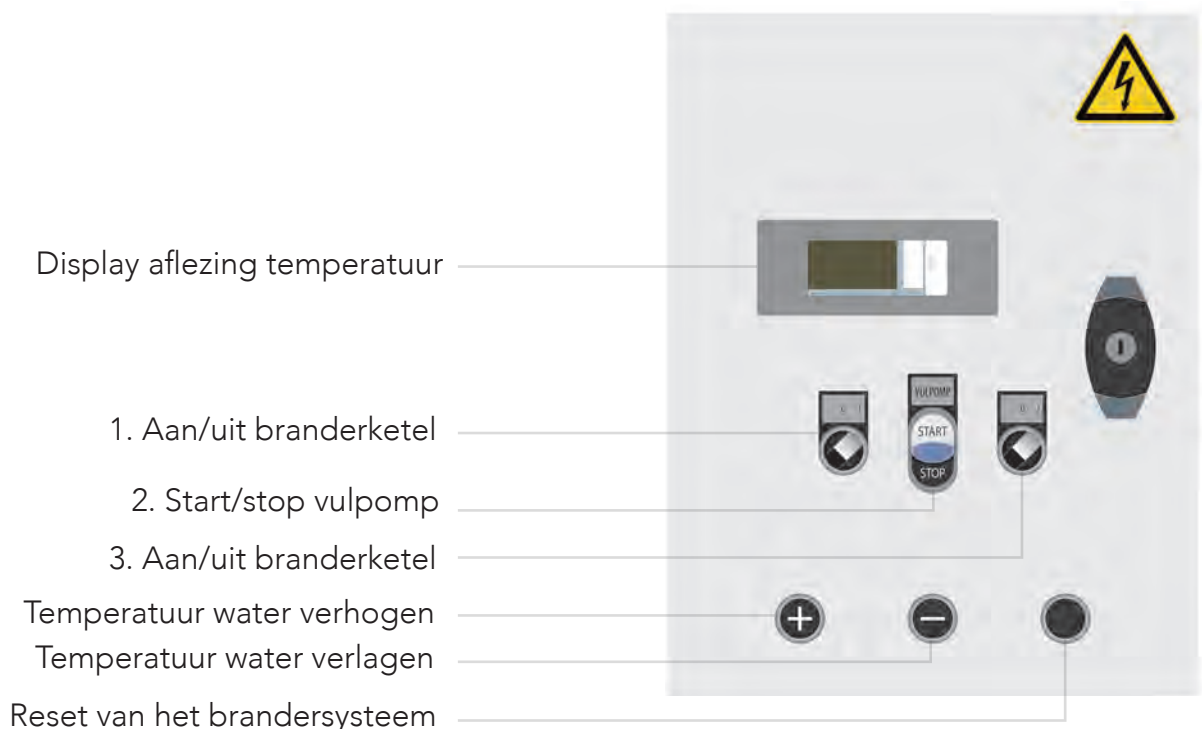 Display aflezing temperatuur
1. Aan/uit branderketel
VULPOMP
START
STOP
2. Start/stop vulpomp
3. Aan/uit branderketel
Temperatuur water verhogen
Temperatuur water verlagen
Reset van het brandersysteem